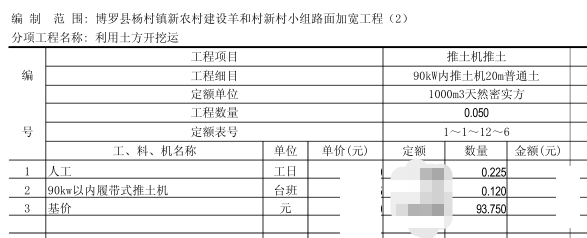 编 制 范 围: 博罗县杨村镇新农村建设羊和村新村小组路面加宽工程（2）
分项工程名称: 利用土方开挖运
编 号
工程项目 推土机推土
工程细目 90kW内推土机20m普通土
定额单位 1000m3天然密实方
工程数量 0.050
定额表号 1～1～12～6
工、料、机名称 单位 单价(元) 定额 数量 金额(元)
1 人工 工日 0.225
2 90kw以内履带式推土机 台班 0.120
3 基价 元 93.750